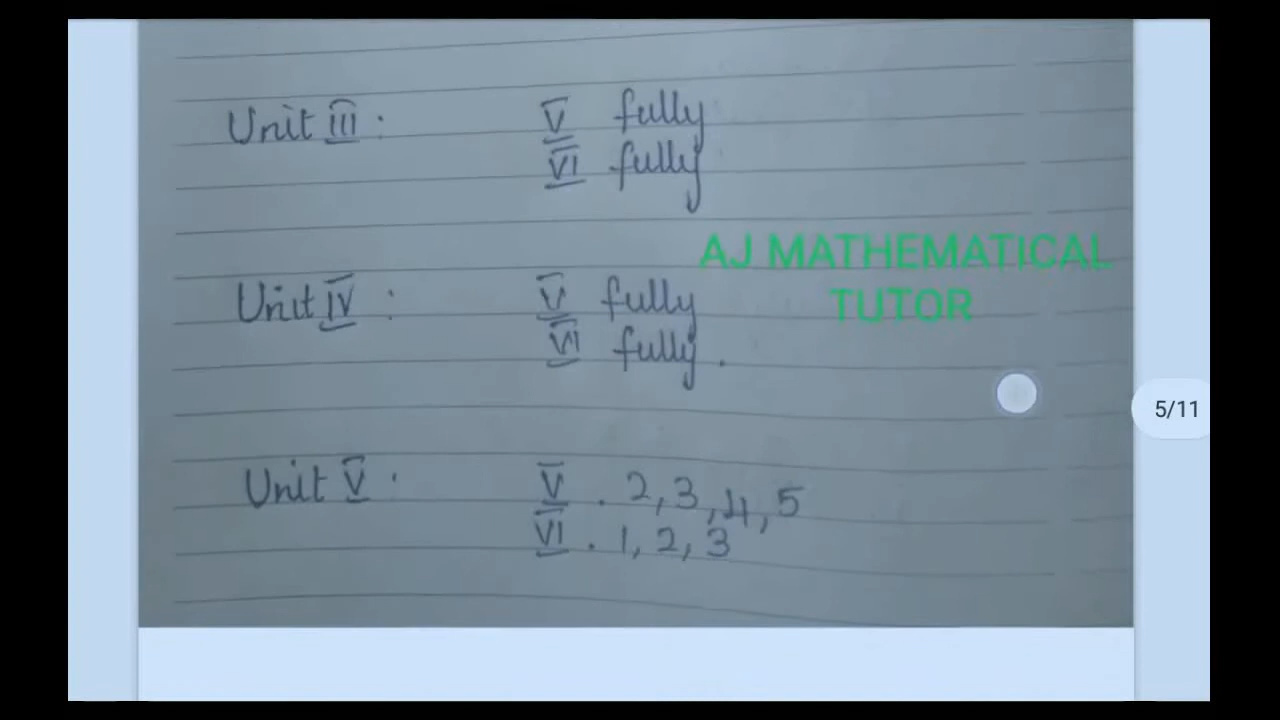 Unit III : V fully
VI fully
AJ MATHEMATICAL
TUTOR
Unit IV : V fully
VI fully .
5/11
Unit V . V . 2, 3, 4, 5
VI . 1, 2, 3